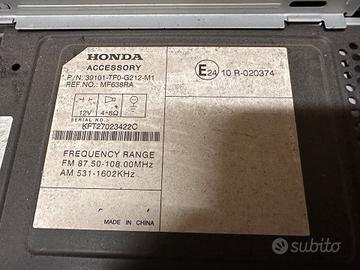 HONDA
ACCESSORY
P/N: 39101-TF0-G212-M1
REF.NO.: MF638RA
12V 4-8Ω
SERIAL NO.:
KFT27023422C
FREQUENCY RANGE
FM 87.50-108.00MHz
AM 531-1602KHz
MADE IN CHINA
E24 10 R-020374
subito